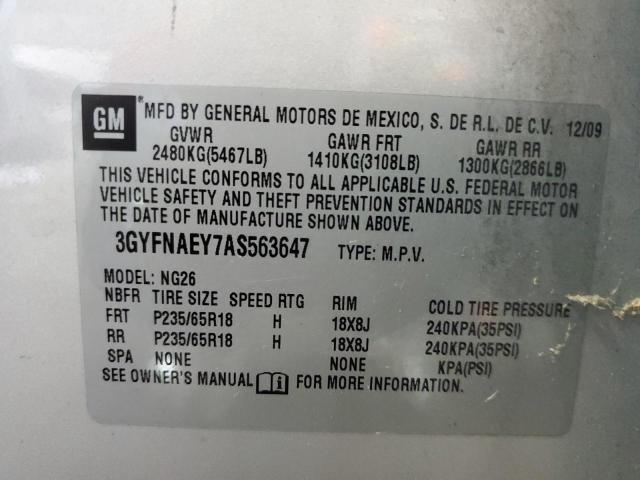 GM
MFD BY GENERAL MOTORS DE MEXICO, S. DE R.L. DE C.V. 12/09
GVWR GAWR FRT GAWR RR
2480KG(5467LB) 1410KG(3108LB) 1300KG(2866LB)
THIS VEHICLE CONFORMS TO ALL APPLICABLE U.S. FEDERAL MOTOR
VEHICLE SAFETY AND THEFT PREVENTION STANDARDS IN EFFECT ON
THE DATE OF MANUFACTURE SHOWN ABOVE.
3GYFNAEY7AS563647 TYPE: M.P.V.
MODEL: NG26
NBFR TIRE SIZE SPEED RTG RIM COLD TIRE PRESSURE
FRT P235/65R18 H 18X8J 240KPA(35PSI)
RR P235/65R18 H 18X8J 240KPA(35PSI)
SPA NONE NONE KPA(PSI)
SEE OWNER'S MANUAL FOR MORE INFORMATION.